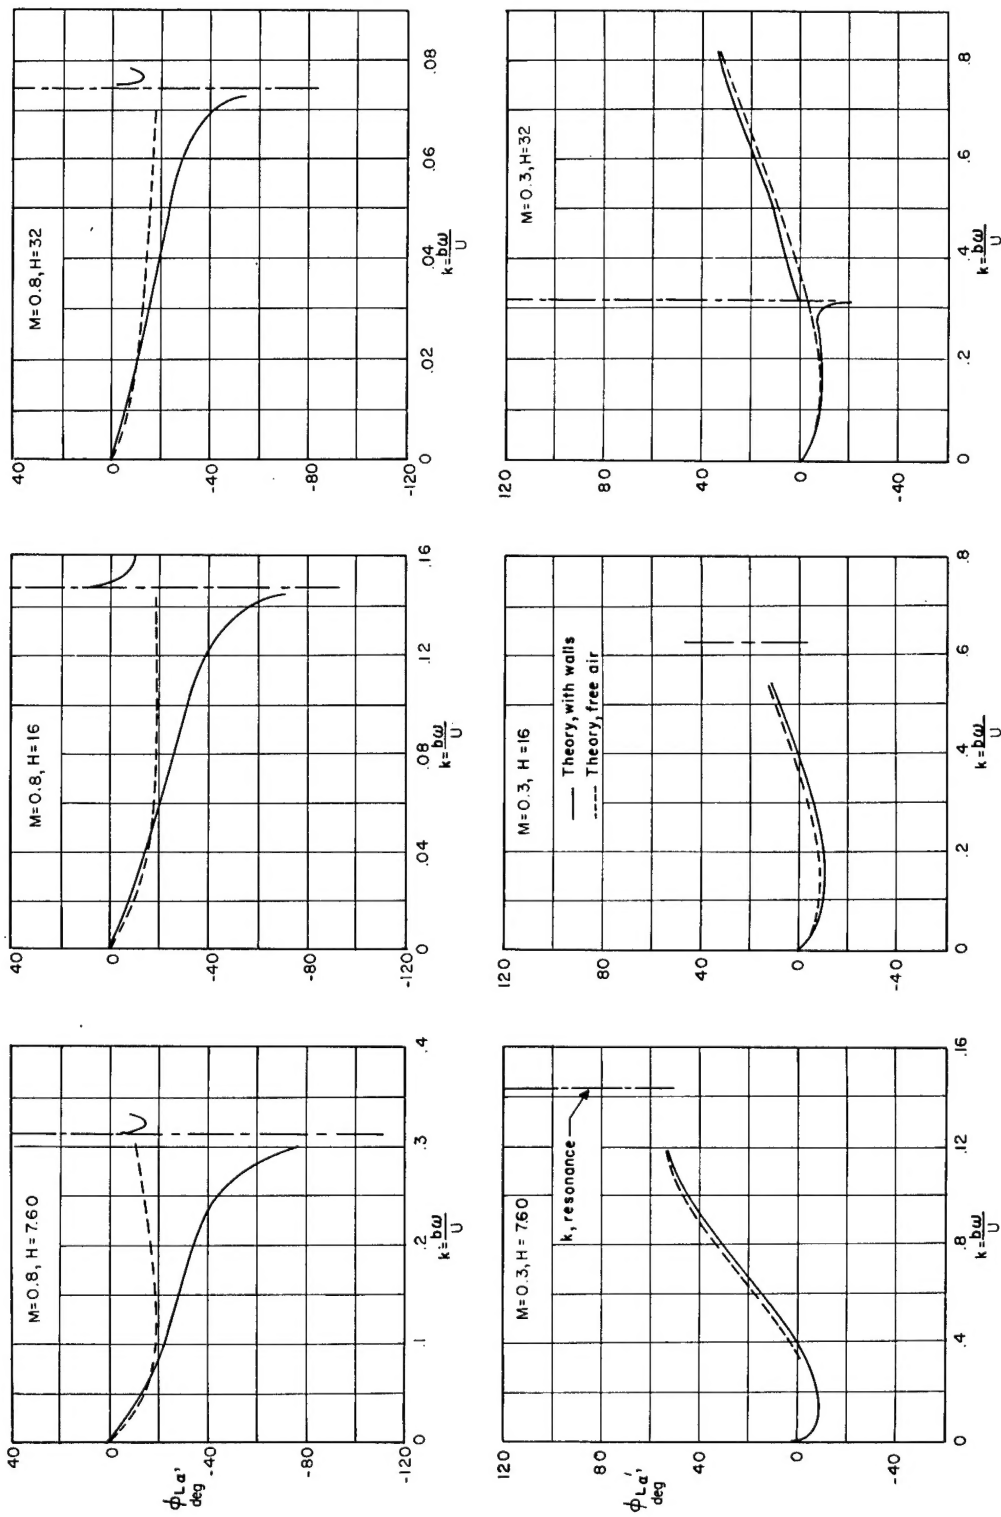 M=0.8, H=7.60
40
0
-40
-80
-120
ϕLα',
deg
0 .1 .2 .3 .4
k=bω/U
M=0.8, H=16
40
0
-40
-80
-120
0 .04 .08 .12 .16
k=bω/U
M=0.8, H=32
40
0
-40
-80
-120
0 .02 .04 .06 .08
k=bω/U
M=0.3, H=7.60
k, resonance
120
80
40
0
-40
ϕLα',
deg
0 .4 .8 .12 .16
k=bω/U
M=0.3, H=16
Theory, with walls
Theory, free air
120
80
40
0
-40
0 .2 .4 .6 .8
k=bω/U
M=0.3, H=32
120
80
40
0
-40
0 .2 .4 .6 .8
k=bω/U